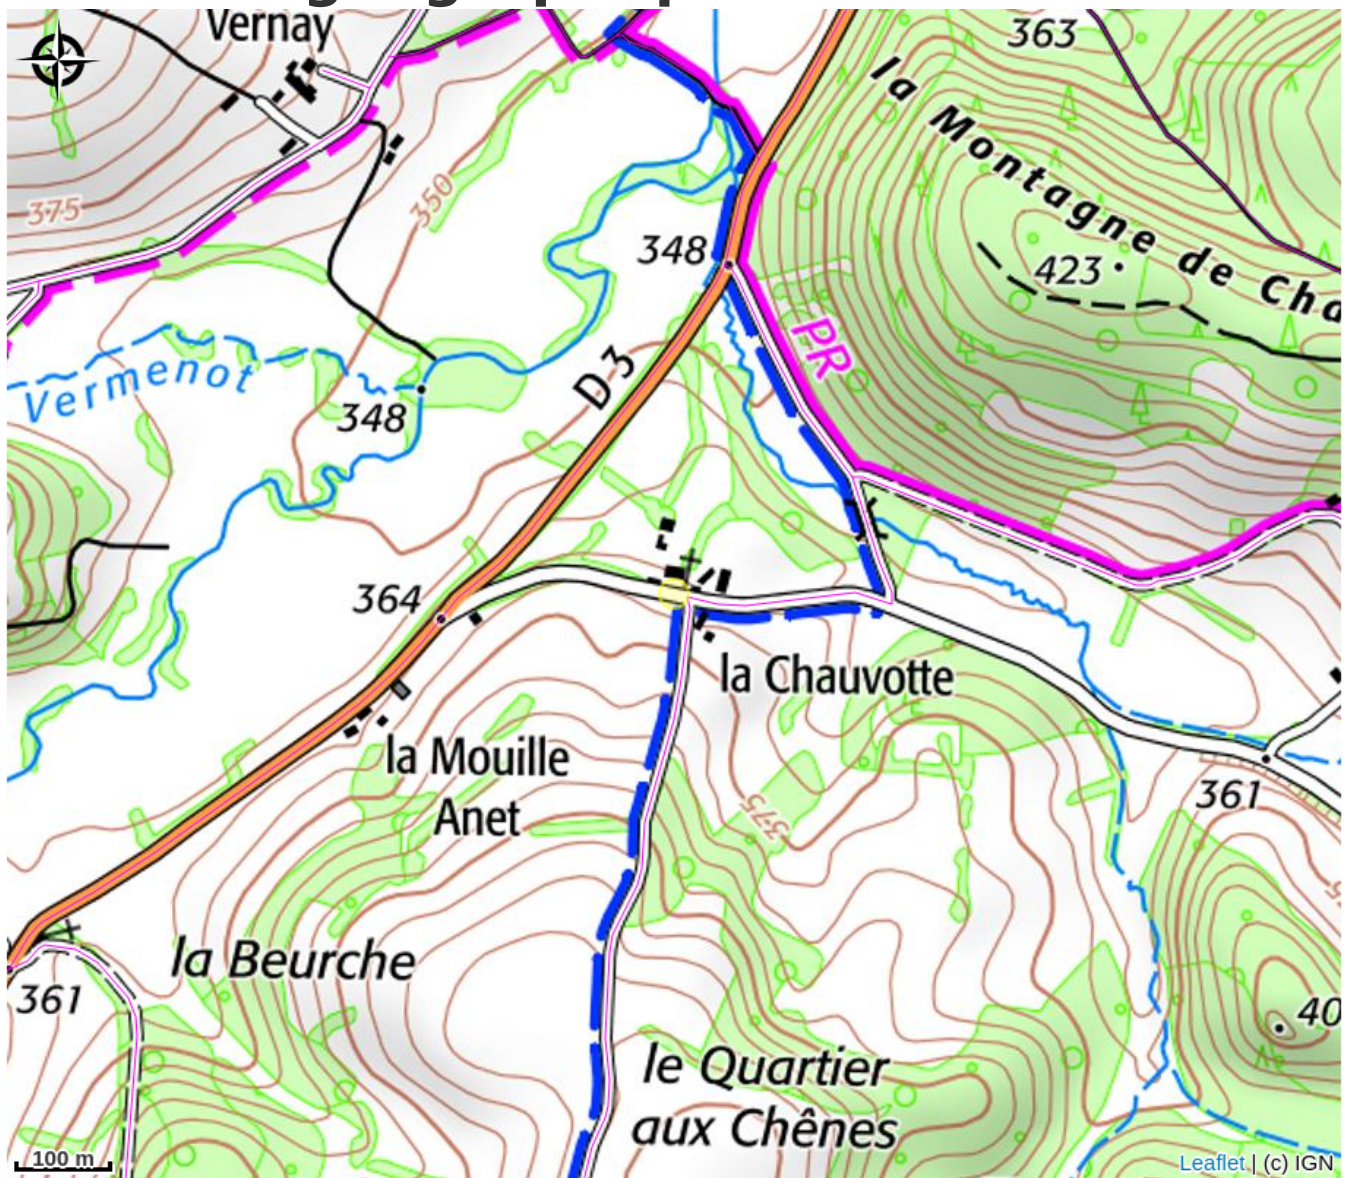 Vernay
363
la Montagne de Cha
375
350
348
423
PR
D 3
Vermenot
348
364
la Chauvotte
la Mouille
Anet
375
361
la Beurche
361
40
le Quartier
aux Chênes
100 m
Leaflet | (c) IGN